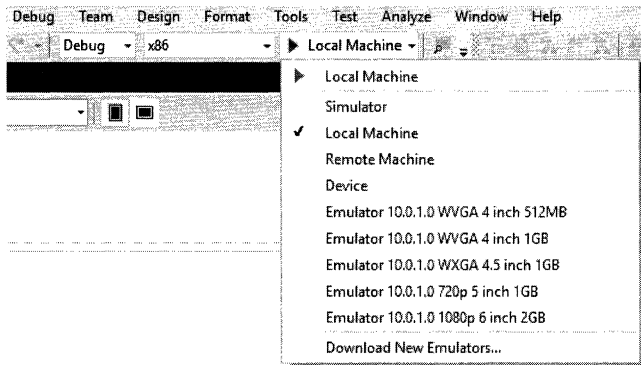 Debug Team Design Format Tools Test Analyze Window Help
Debug x86 Local Machine
Local Machine
Simulator
Local Machine
Remote Machine
Device
Emulator 10.0.1.0 WVGA 4 inch 512MB
Emulator 10.0.1.0 WVGA 4 inch 1GB
Emulator 10.0.1.0 WXGA 4.5 inch 1GB
Emulator 10.0.1.0 720p 5 inch 1GB
Emulator 10.0.1.0 1080p 6 inch 2GB
Download New Emulators...